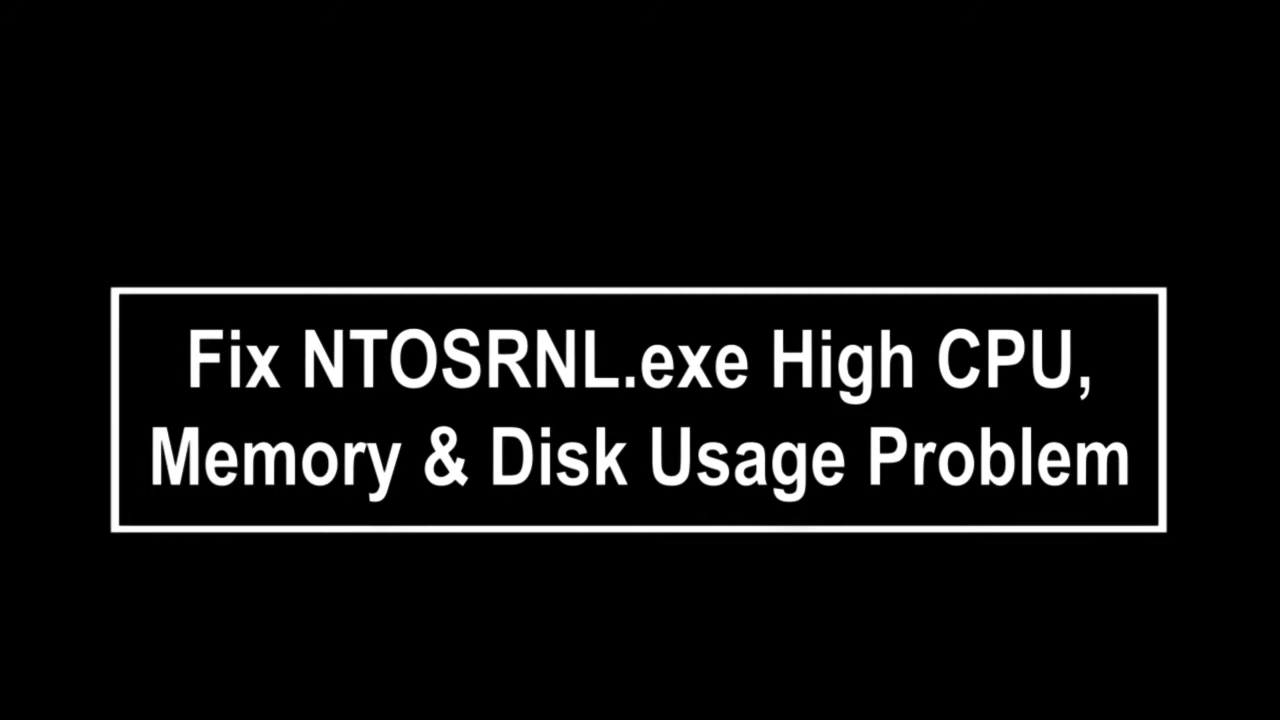 Fix NTOSRNL.exe High CPU,
Memory & Disk Usage Problem